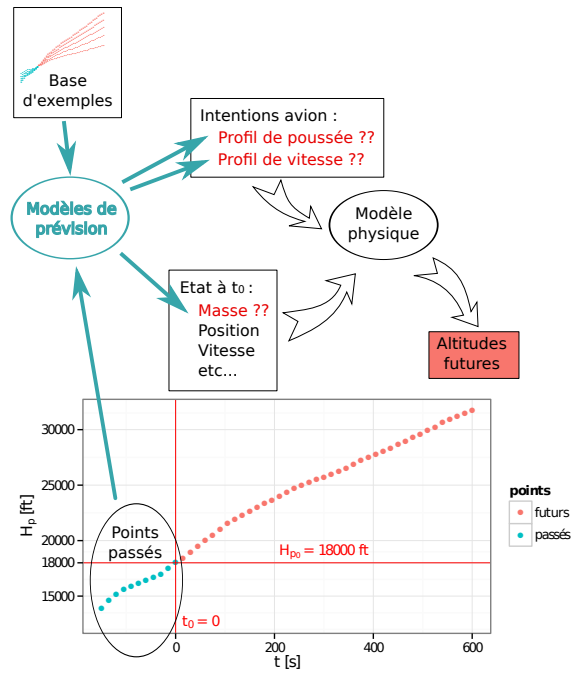 Base
d'exemples
Intentions avion :
Profil de poussée ??
Profil de vitesse ??
Modèles de
prévision
Modèle
physique
Etat à t₀ :
Masse ??
Position
Vitesse
etc...
Altitudes
futures
30000
25000
20000
18000
15000
Hₚ [ft]
Points
passés
Hₚ₀ = 18000 ft
t₀ = 0
0
200
400
600
t [s]
points
futurs
passés